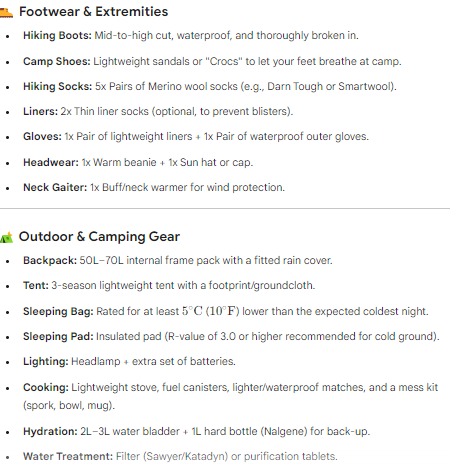 Footwear & Extremities
• Hiking Boots: Mid-to-high cut, waterproof, and thoroughly broken in.
• Camp Shoes: Lightweight sandals or "Crocs" to let your feet breathe at camp.
• Hiking Socks: 5x Pairs of Merino wool socks (e.g., Darn Tough or Smartwool).
• Liners: 2x Thin liner socks (optional, to prevent blisters).
• Gloves: 1x Pair of lightweight liners + 1x Pair of waterproof outer gloves.
• Headwear: 1x Warm beanie + 1x Sun hat or cap.
• Neck Gaiter: 1x Buff/neck warmer for wind protection.
Outdoor & Camping Gear
• Backpack: 50L–70L internal frame pack with a fitted rain cover.
• Tent: 3-season lightweight tent with a footprint/groundcloth.
• Sleeping Bag: Rated for at least 5°C (10°F) lower than the expected coldest night.
• Sleeping Pad: Insulated pad (R-value of 3.0 or higher recommended for cold ground).
• Lighting: Headlamp + extra set of batteries.
• Cooking: Lightweight stove, fuel canisters, lighter/waterproof matches, and a mess kit
(spork, bowl, mug).
• Hydration: 2L–3L water bladder + 1L hard bottle (Nalgene) for back-up.
• Water Treatment: Filter (Sawyer/Katadyn) or purification tablets.